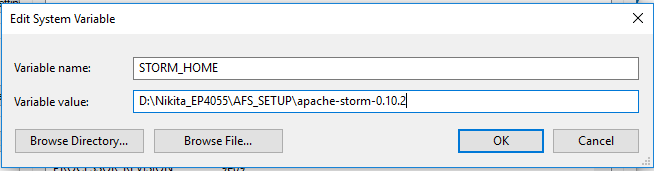 Edit System Variable
Variable name:
STORM_HOME
Variable value:
D:\Nikita_EP4055\AFS_SETUP\apache-storm-0.10.2
Browse Directory...
Browse File...
OK
Cancel